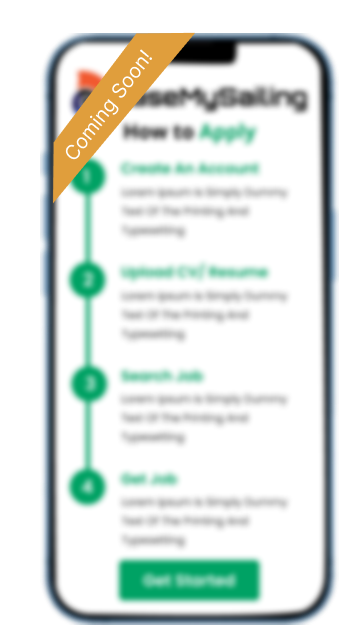 Coming Soon!
aseMySailing
How to Apply
1
Create An Account
Lorem Ipsum Is Simply Dummy
Text Of The Printing And
Typesetting
2
Upload CV/ Resume
Lorem Ipsum Is Simply Dummy
Text Of The Printing And
Typesetting
3
Search Job
Lorem Ipsum Is Simply Dummy
Text Of The Printing And
Typesetting
4
Get Job
Lorem Ipsum Is Simply Dummy
Text Of The Printing And
Typesetting
Get Started